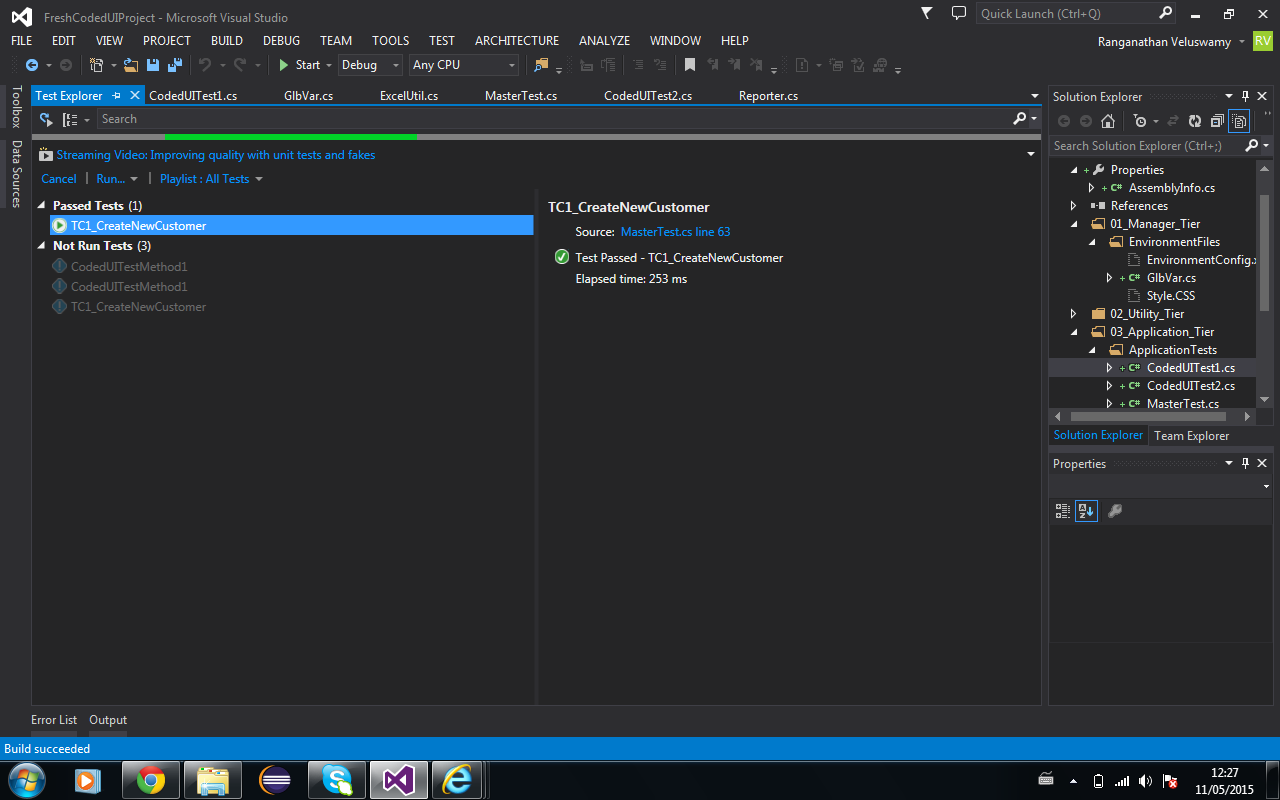 FreshCodedUIProject - Microsoft Visual Studio
Quick Launch (Ctrl+Q)
FILE EDIT VIEW PROJECT BUILD DEBUG TEAM TOOLS TEST ARCHITECTURE ANALYZE WINDOW HELP
Ranganathan Veluswamy RV
Start Debug Any CPU
Toolbox
Data Sources
Test Explorer CodedUITest1.cs GlbVar.cs ExcelUtil.cs MasterTest.cs CodedUITest2.cs Reporter.cs
Search
Streaming Video: Improving quality with unit tests and fakes
Cancel Run... Playlist : All Tests
Passed Tests (1)
TC1_CreateNewCustomer
Not Run Tests (3)
CodedUITestMethod1
CodedUITestMethod1
TC1_CreateNewCustomer
TC1_CreateNewCustomer
Source: MasterTest.cs line 63
Test Passed - TC1_CreateNewCustomer
Elapsed time: 253 ms
Solution Explorer
Search Solution Explorer (Ctrl+;)
Properties
AssemblyInfo.cs
References
01_Manager_Tier
EnvironmentFiles
EnvironmentConfig.x
GlbVar.cs
Style.CSS
02_Utility_Tier
03_Application_Tier
ApplicationTests
CodedUITest1.cs
CodedUITest2.cs
MasterTest.cs
Solution Explorer Team Explorer
Properties
Error List Output
Build succeeded
12:27
11/05/2015